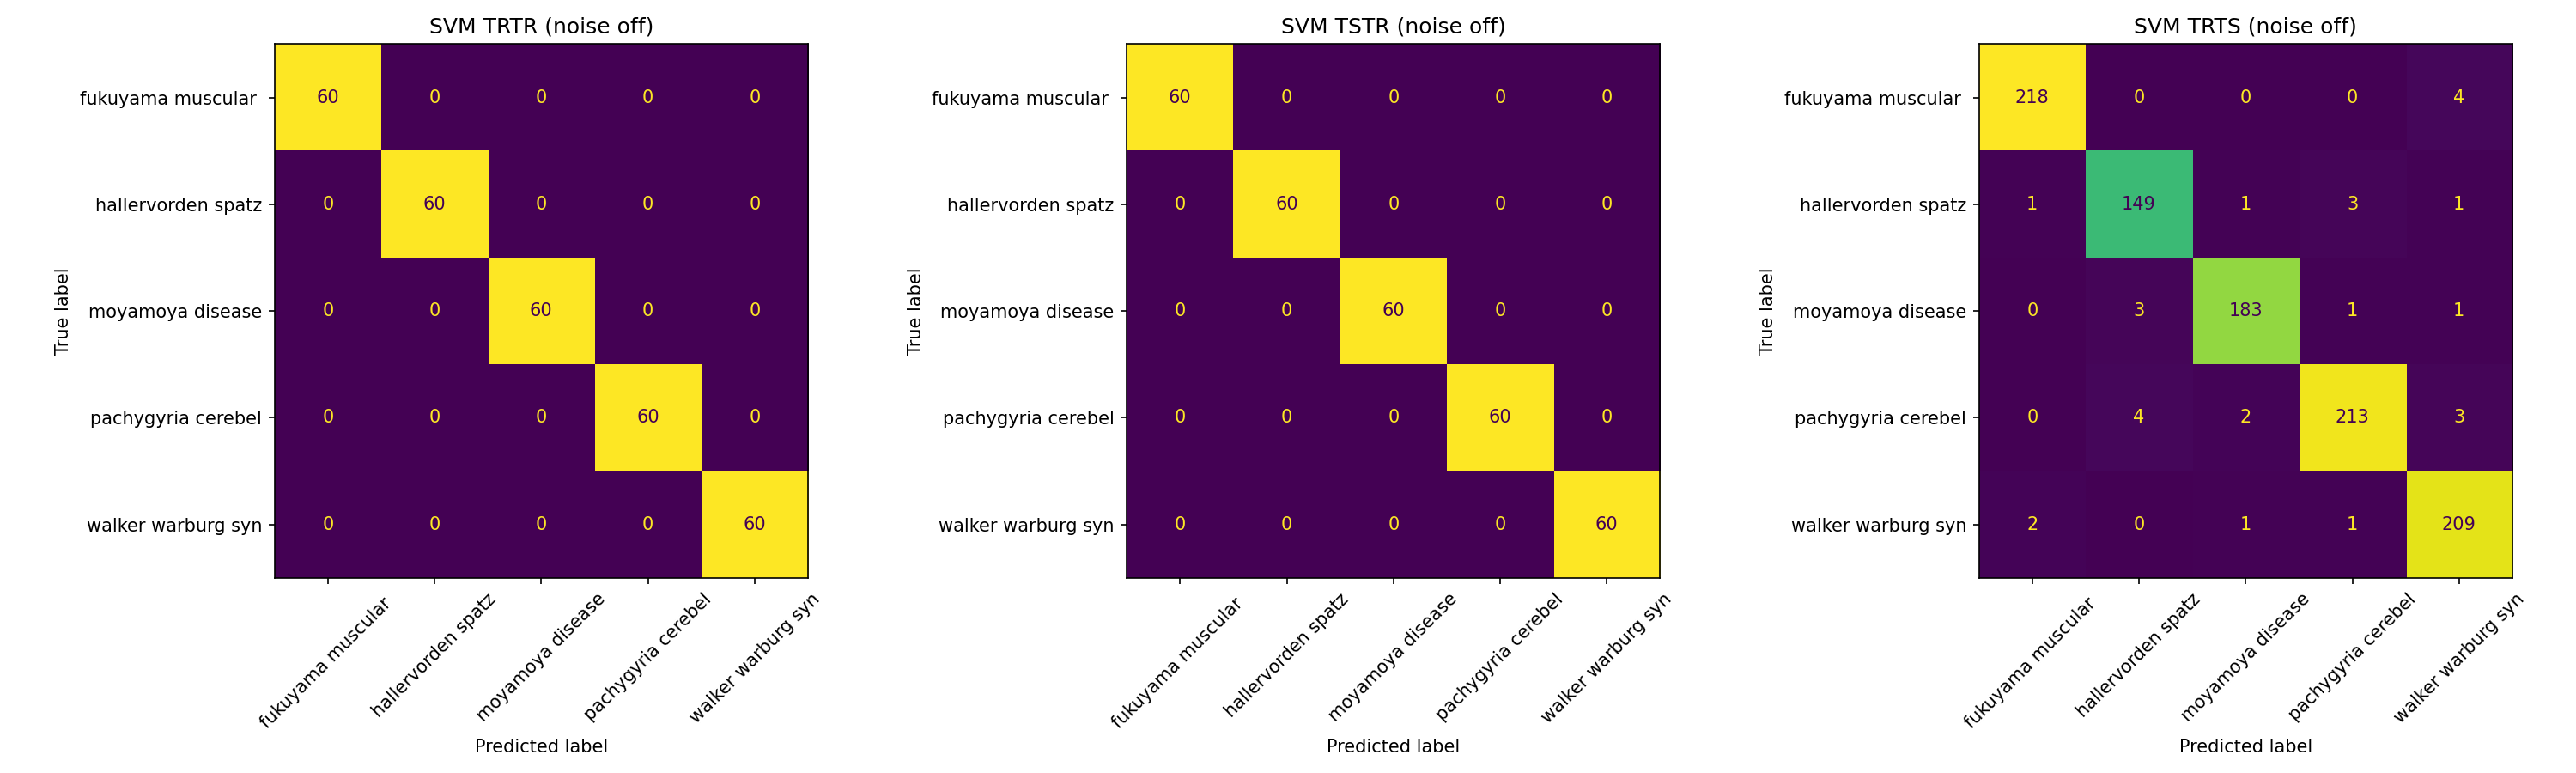 SVM TRTR (noise off)
True label
fukuyama muscular 60 0 0 0 0
hallervorden spatz 0 60 0 0 0
moyamoya disease 0 0 60 0 0
pachygyria cerebel 0 0 0 60 0
walker warburg syn 0 0 0 0 60
fukuyama muscular
hallervorden spatz
moyamoya disease
pachygyria cerebel
walker warburg syn
Predicted label
SVM TSTR (noise off)
True label
fukuyama muscular 60 0 0 0 0
hallervorden spatz 0 60 0 0 0
moyamoya disease 0 0 60 0 0
pachygyria cerebel 0 0 0 60 0
walker warburg syn 0 0 0 0 60
fukuyama muscular
hallervorden spatz
moyamoya disease
pachygyria cerebel
walker warburg syn
Predicted label
SVM TRTS (noise off)
True label
fukuyama muscular 218 0 0 0 4
hallervorden spatz 1 149 1 3 1
moyamoya disease 0 3 183 1 1
pachygyria cerebel 0 4 2 213 3
walker warburg syn 2 0 1 1 209
fukuyama muscular
hallervorden spatz
moyamoya disease
pachygyria cerebel
walker warburg syn
Predicted label